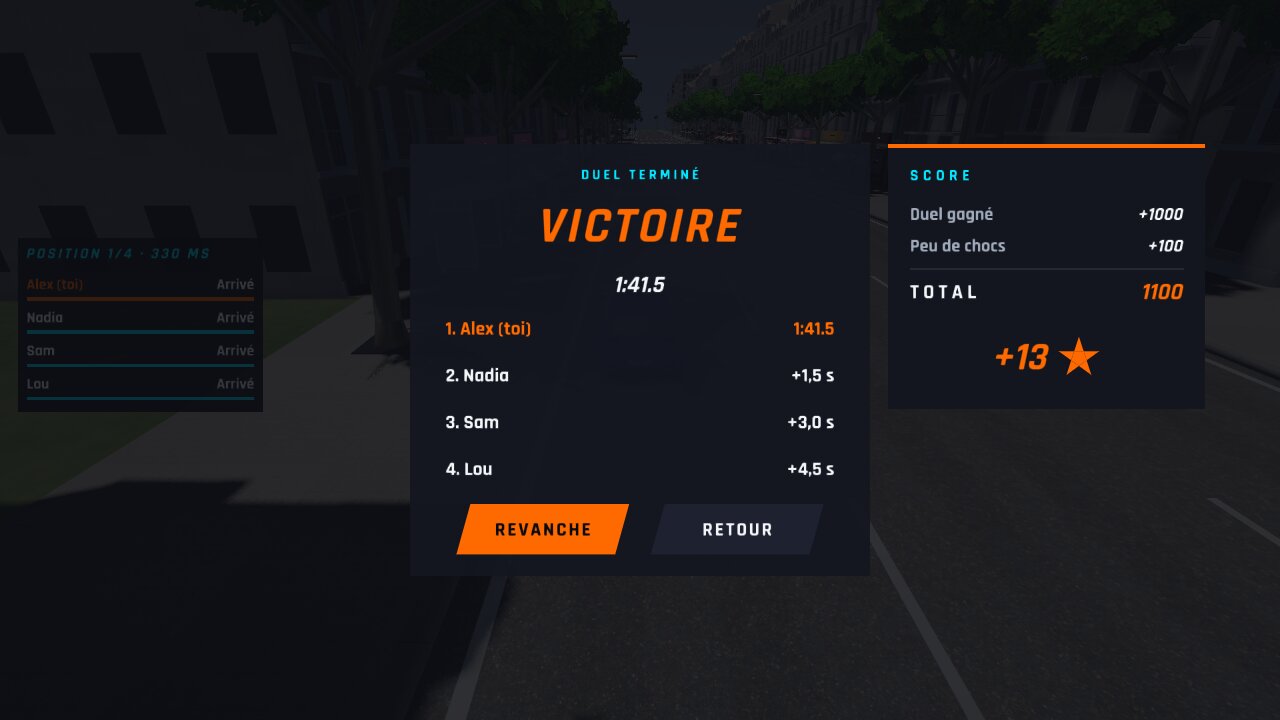 POSITION 1/4 · 330 MS
Alex (toi) Arrivé
Nadia Arrivé
Sam Arrivé
Lou Arrivé
DUEL TERMINÉ
VICTOIRE
1:41.5
1. Alex (toi) 1:41.5
2. Nadia +1,5 s
3. Sam +3,0 s
4. Lou +4,5 s
REVANCHE RETOUR
SCORE
Duel gagné +1000
Peu de chocs +100
TOTAL 1100
+13